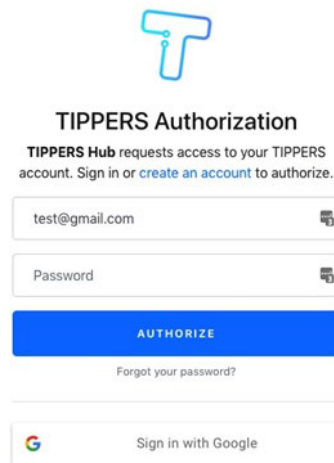 TIPPERS Authorization
TIPPERS Hub requests access to your TIPPERS
account. Sign in or create an account to authorize.
test@gmail.com
Password
AUTHORIZE
Forgot your password?
Sign in with Google